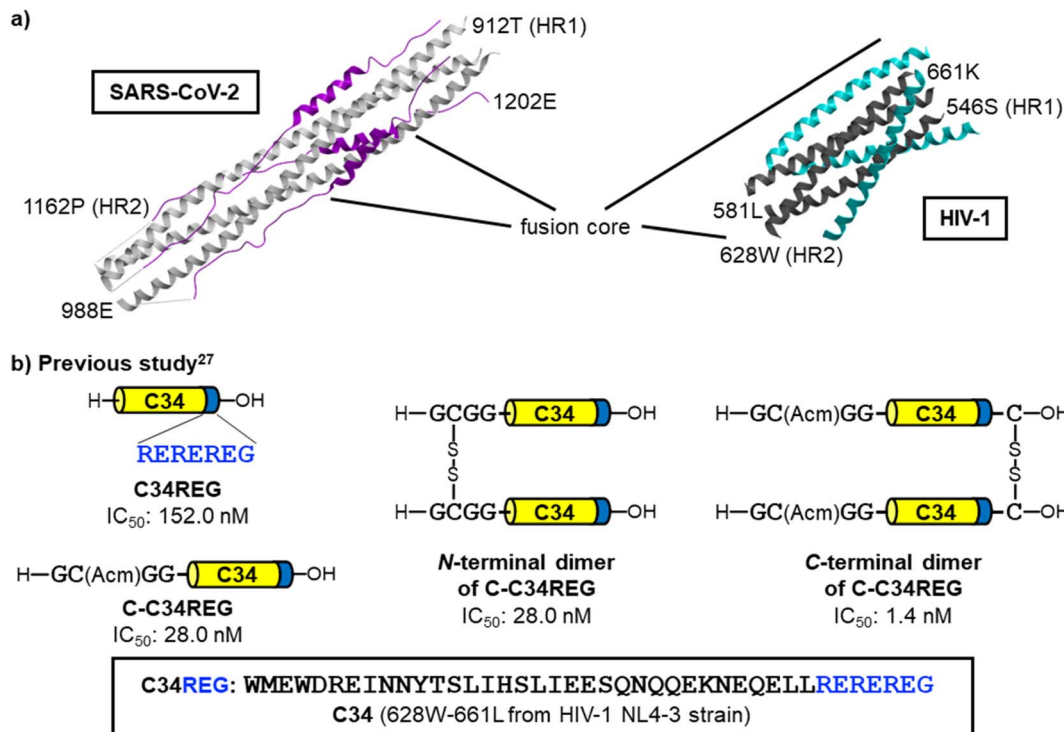 a)
SARS-CoV-2
912T (HR1)
1202E
1162P (HR2)
988E
fusion core
661K
546S (HR1)
581L
628W (HR2)
HIV-1
b) Previous study27
H C34 OH
REREREG
C34REG
IC50: 152.0 nM
H—GC(Acm)GG C34 OH
C-C34REG
IC50: 28.0 nM
H—GCGG C34 OH
S
S
H—GCGG C34 OH
N-terminal dimer
of C-C34REG
IC50: 28.0 nM
H—GC(Acm)GG C34 C—OH
S
S
H—GC(Acm)GG C34 C—OH
C-terminal dimer
of C-C34REG
IC50: 1.4 nM
C34REG: WMEWDREINNYTSLIHSLIEESQNQQEKNEQELLREREREG
C34 (628W-661L from HIV-1 NL4-3 strain)